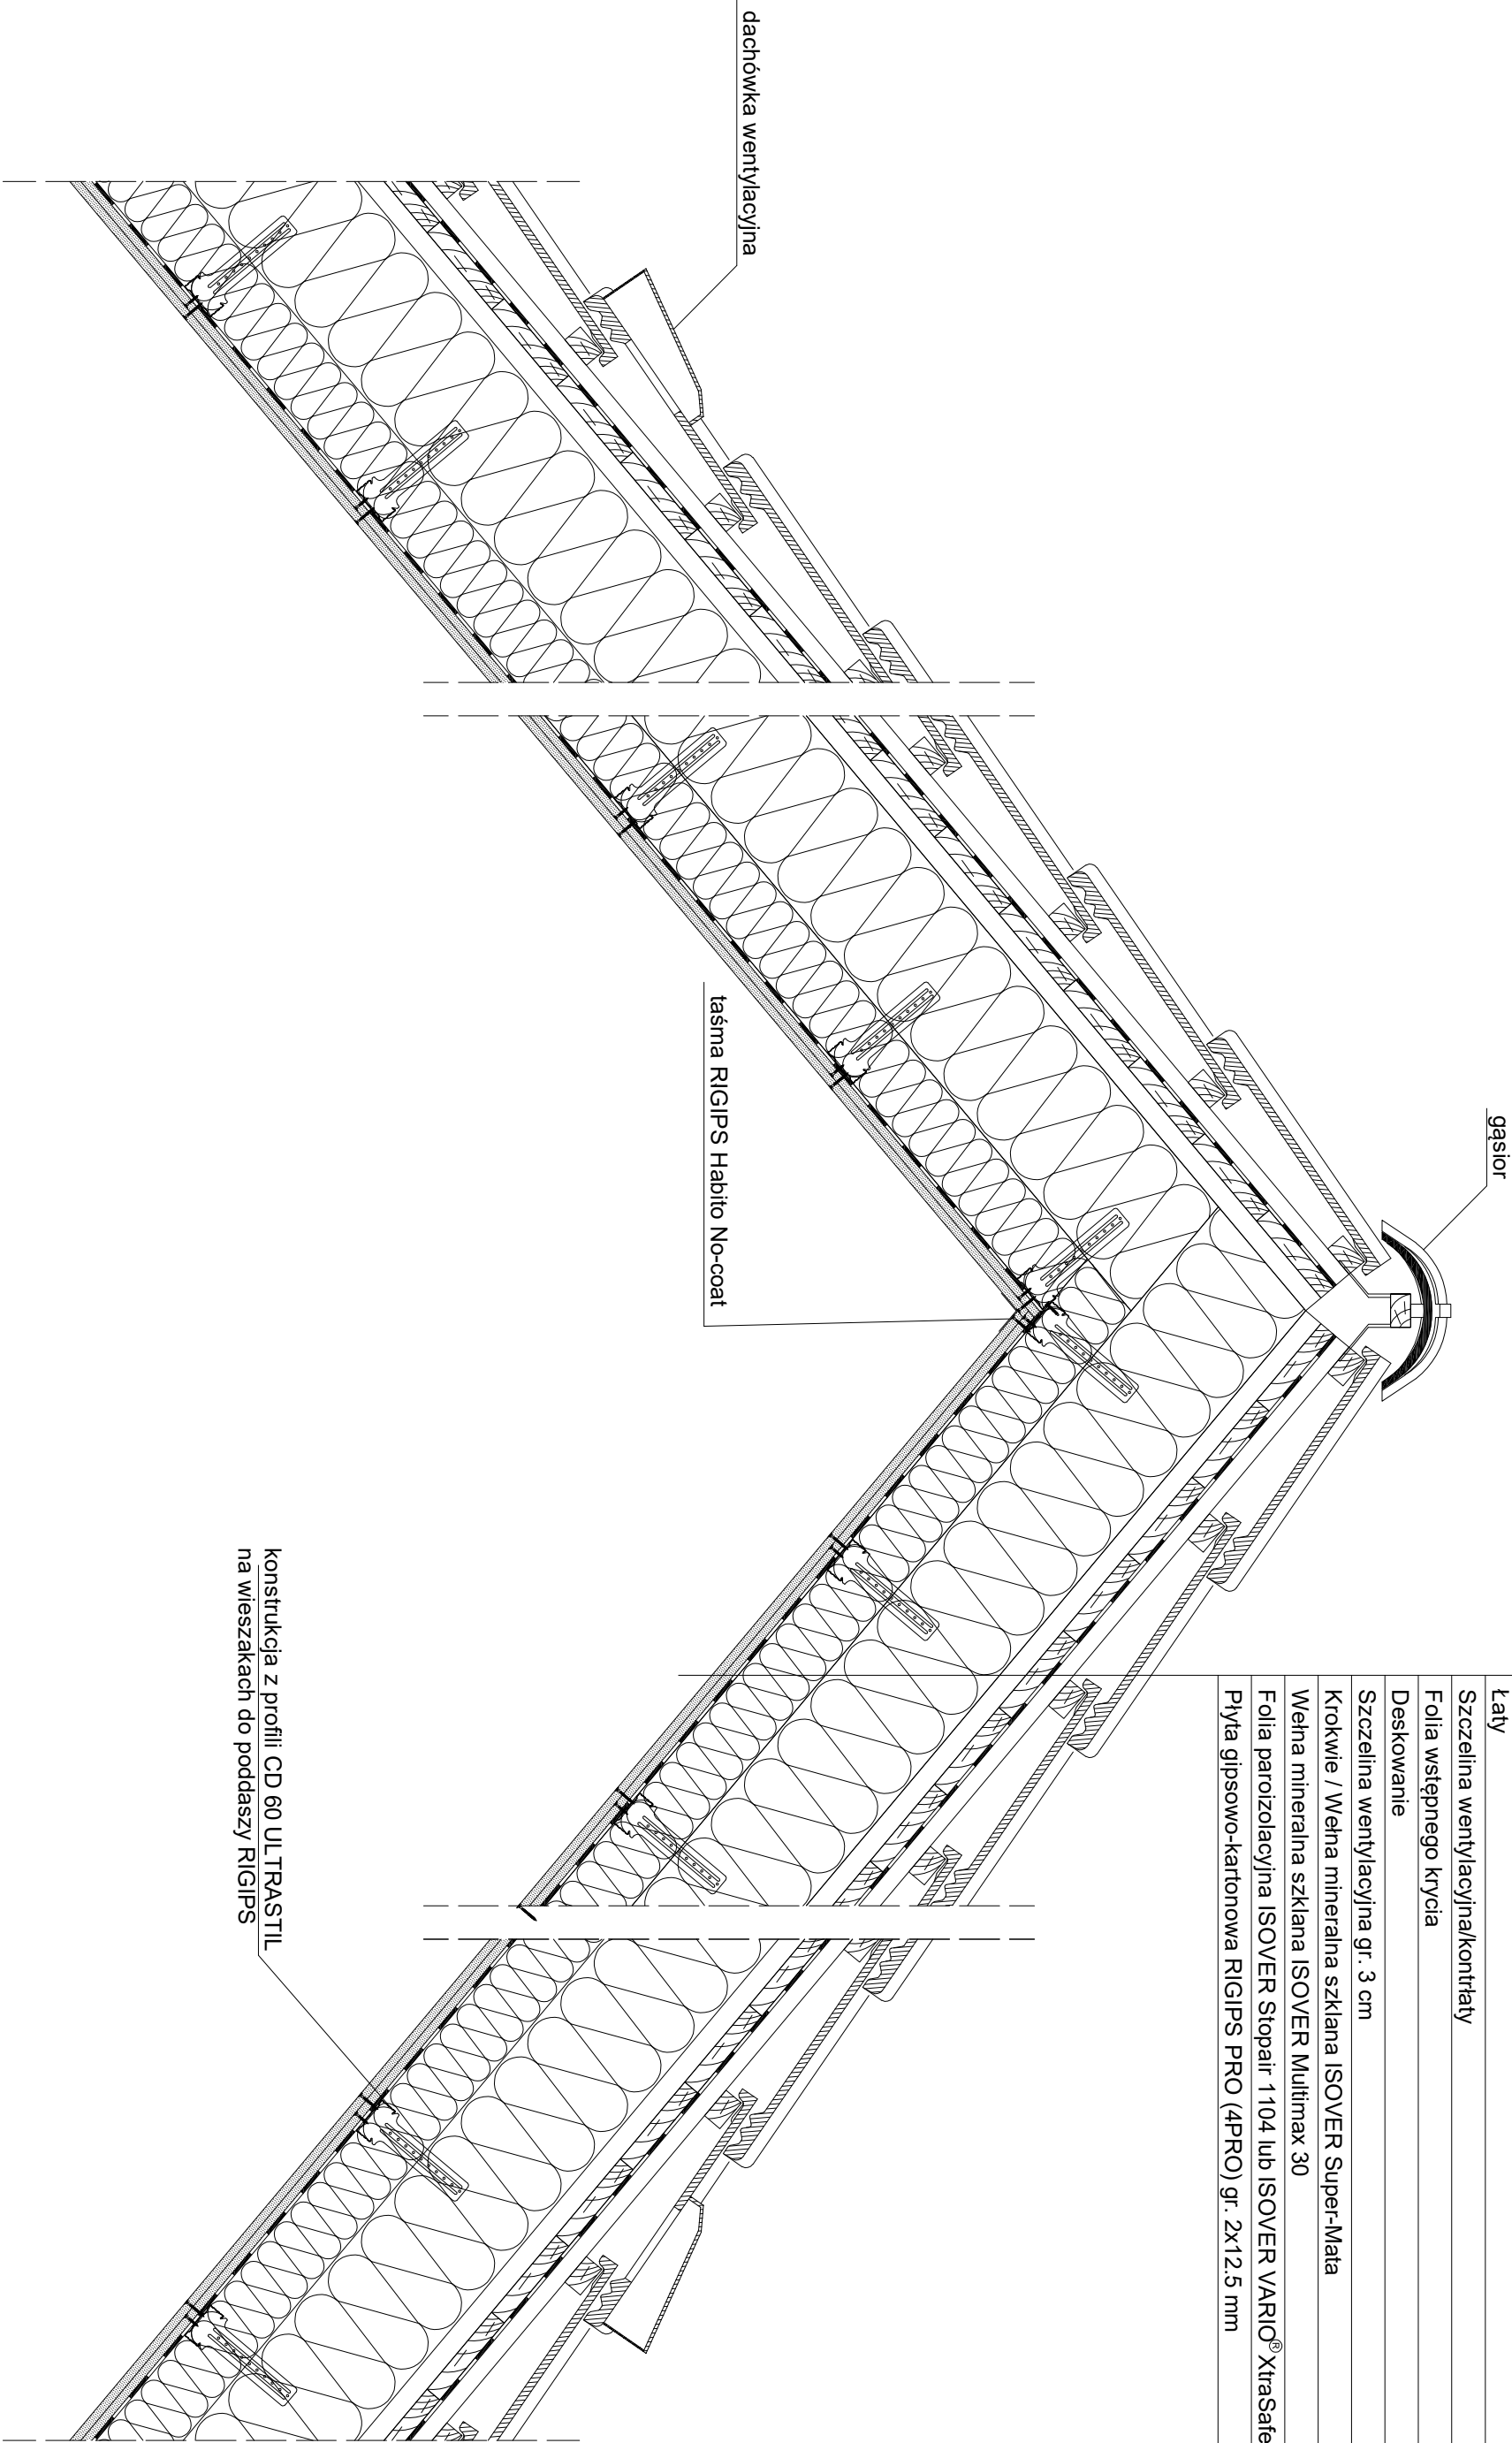 gąsior
Łaty
Szczelina wentylacyjna/kontrłaty
Folia wstępnego krycia
Deskowanie
Szczelina wentylacyjna gr. 3 cm
Krokwie / Wełna mineralna szklana ISOVER Super-Mata
Wełna mineralna szklana ISOVER Multimax 30
Folia paroizolacyjna ISOVER Stopair 1104 lub ISOVER VARIO® XtraSafe
Płyta gipsowo-kartonowa RIGIPS PRO (4PRO) gr. 2x12.5 mm
dachówka wentylacyjna
taśma RIGIPS Habito No-coat
konstrukcja z profili CD 60 ULTRASTIL
na wieszakach do poddaszy RIGIPS